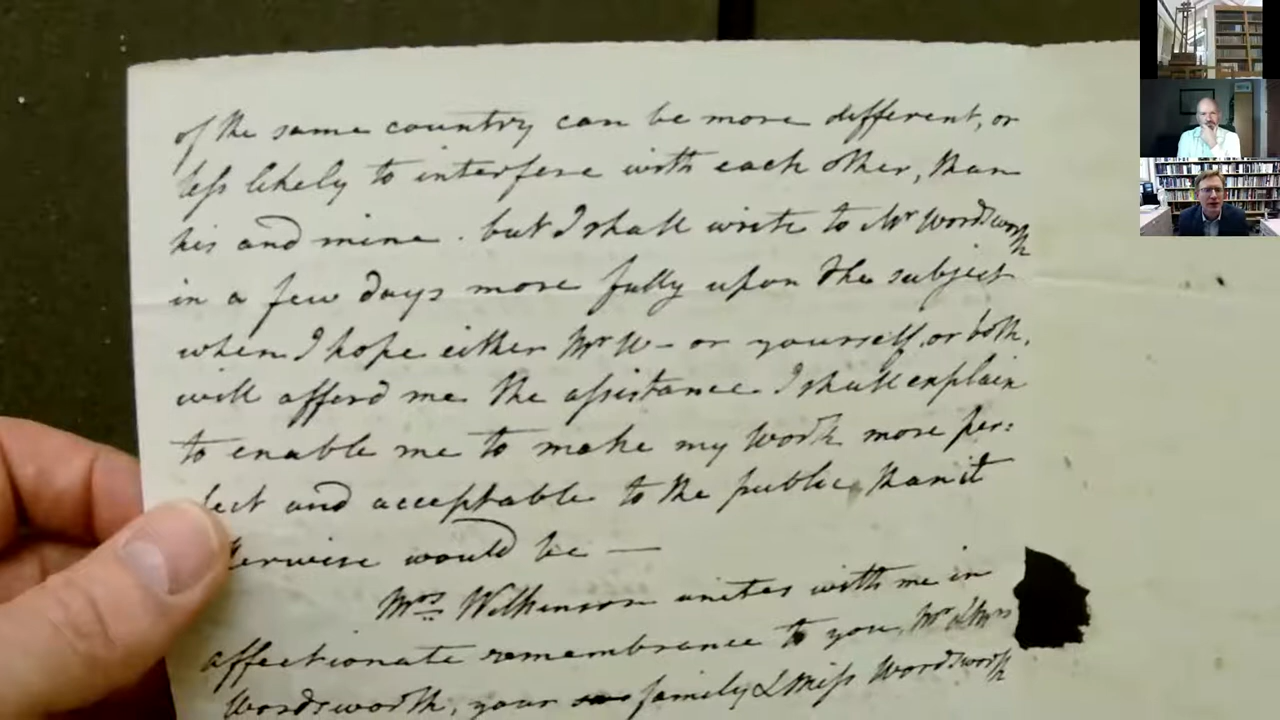 of the same country can be more different, or
less likely to interfere with each other, than
his and mine. but I shall write to Mr Wordsworth
in a few days more fully upon the subject
when I hope either Mr W– or yourself, or both,
will afford me the assistance I shall explain
to enable me to make my work more per:
fect and acceptable to the public than it
erwise would be —
Mrs Wilkinson unites with me in
affectionate remembrance to you, Mr & Mrs
Wordsworth, your family & Miss Wordsworth